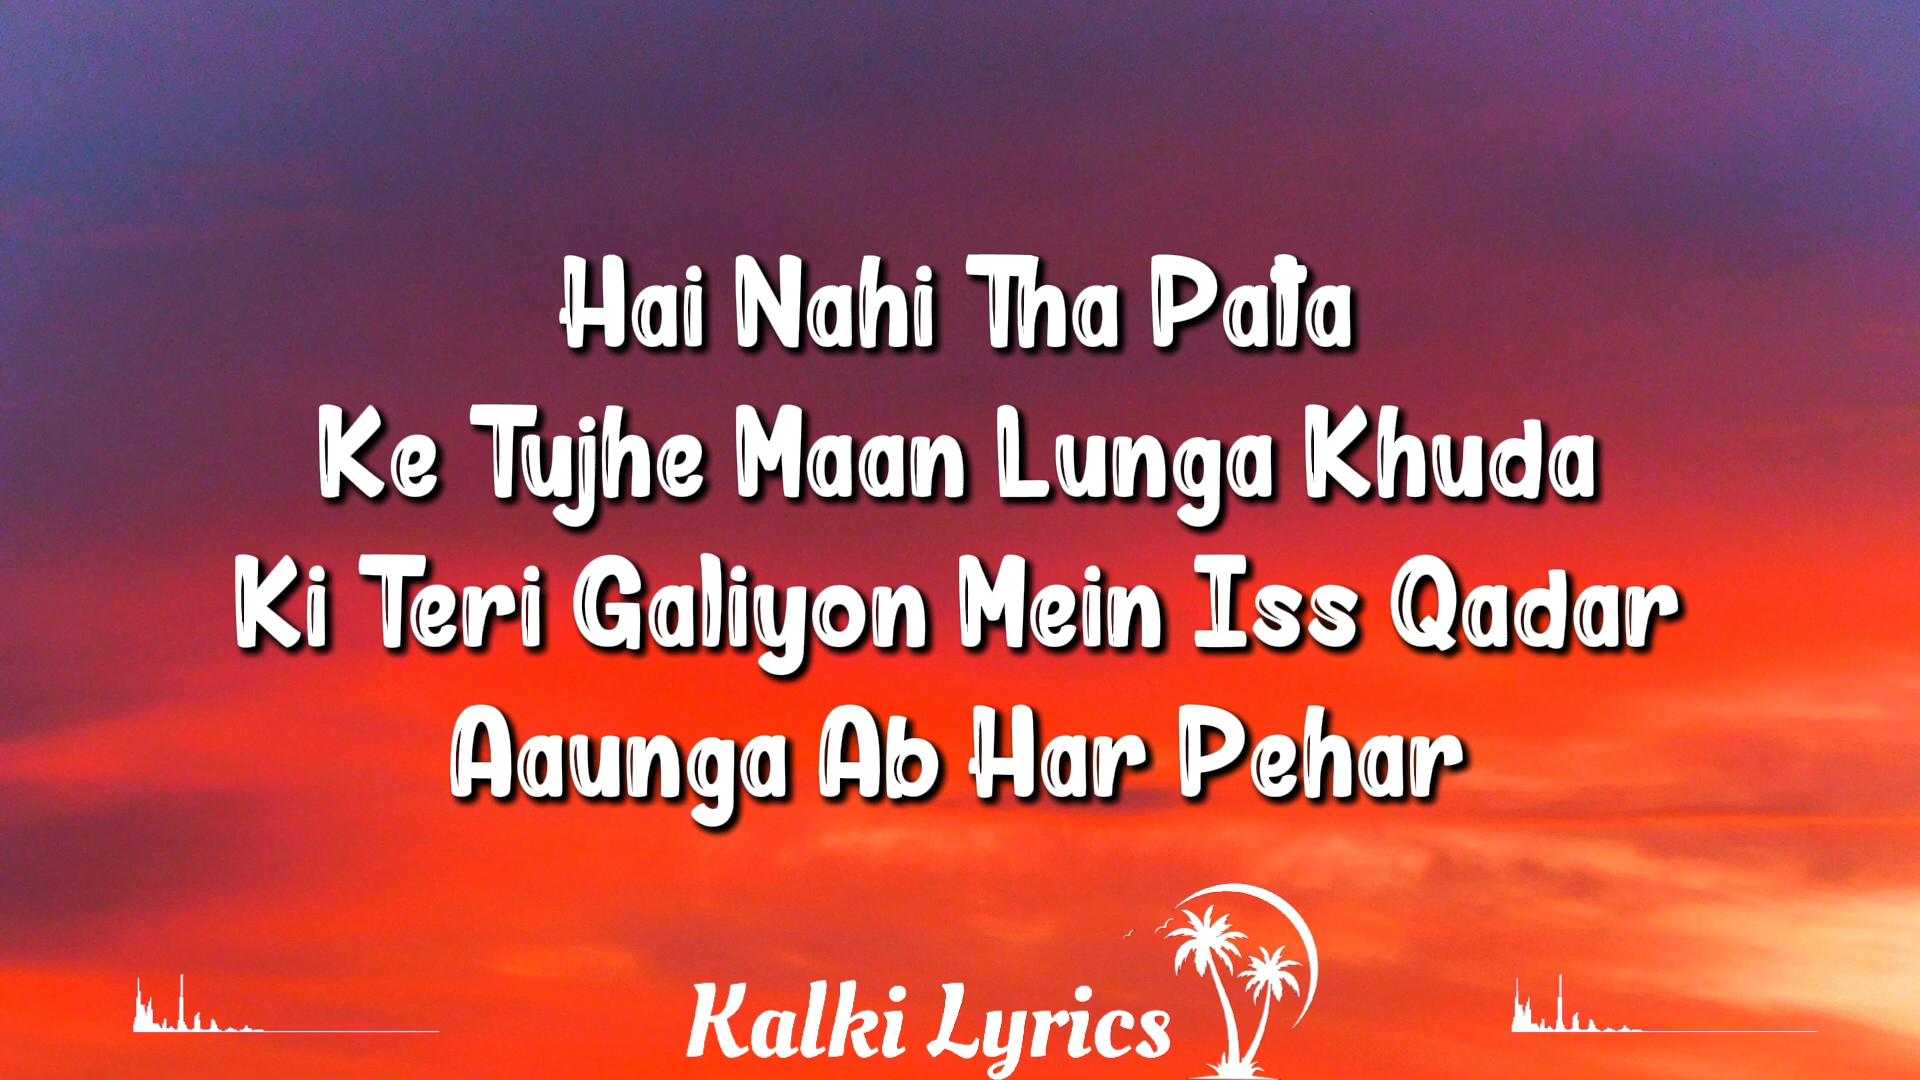 Hai Nahi Tha Pata
Ke Tujhe Maan Lunga Khuda
Ki Teri Galiyon Mein Iss Qadar
Aaunga Ab Har Pehar
Kalki Lyrics